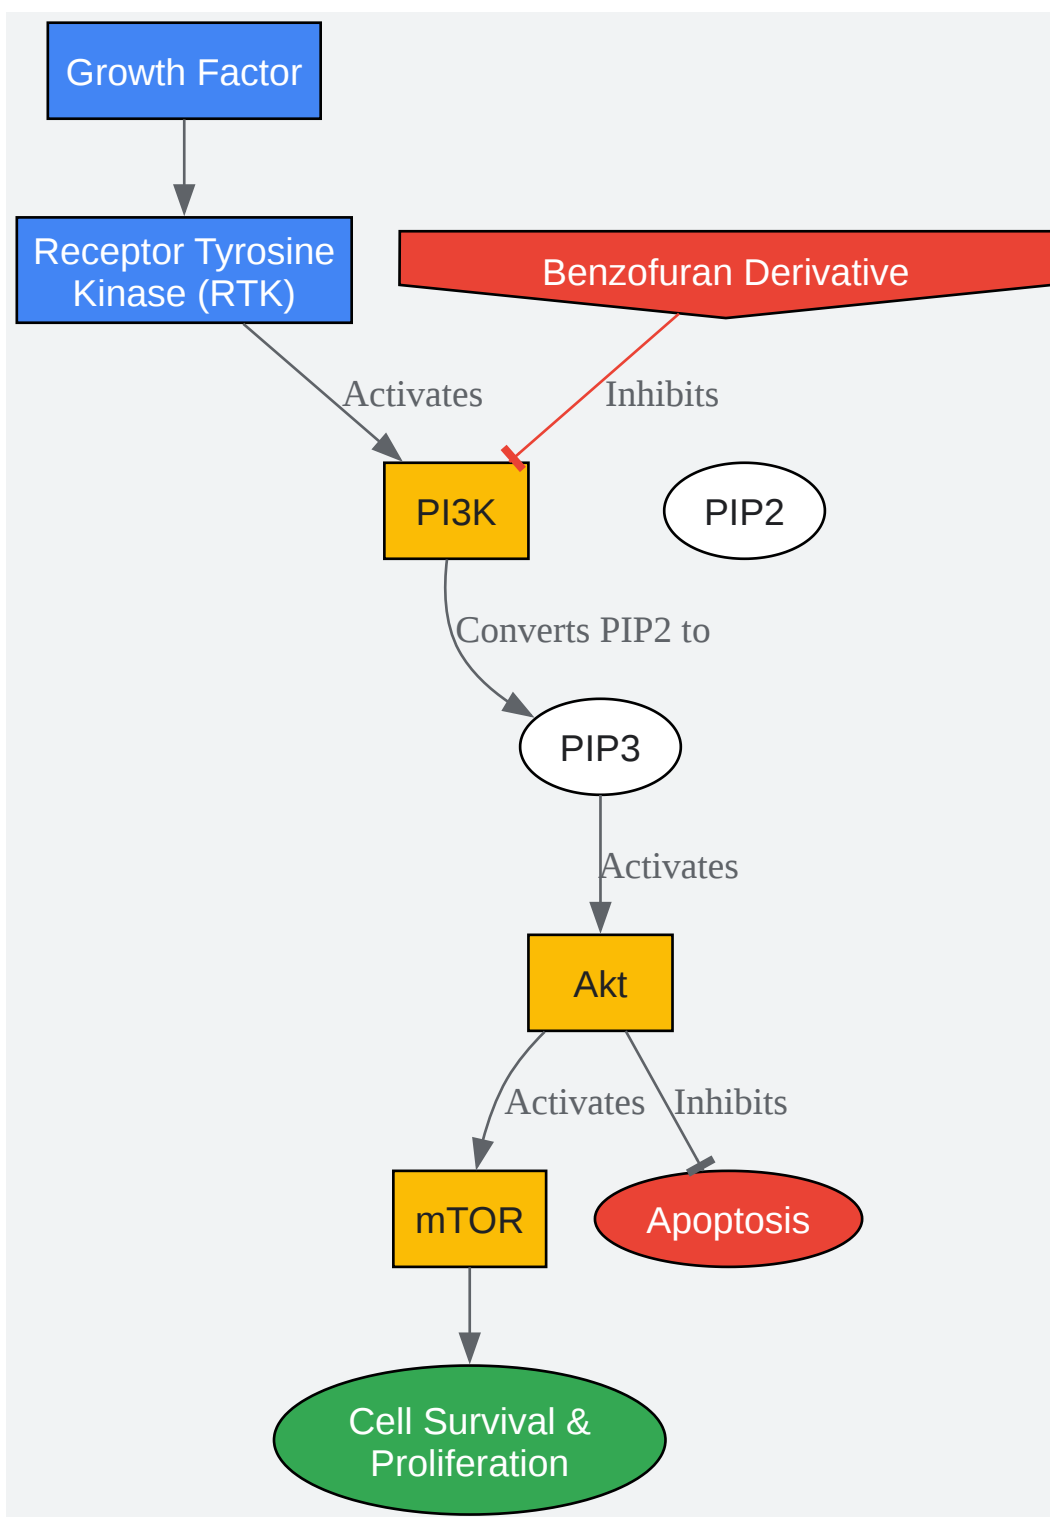 Growth Factor
Receptor Tyrosine
Kinase (RTK)
Benzofuran Derivative
Activates
Inhibits
PI3K
PIP2
Converts PIP2 to
PIP3
Activates
Akt
Activates
Inhibits
mTOR
Apoptosis
Cell Survival &
Proliferation